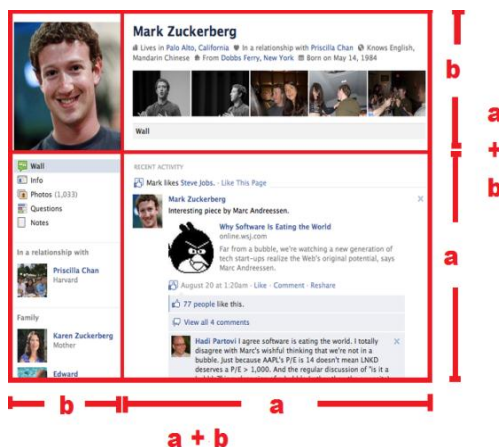 Mark Zuckerberg
Lives in Palo Alto, California In a relationship with Priscilla Chan Knows English,
Mandarin Chinese From Dobbs Ferry, New York Born on May 14, 1984
Wall
Wall
Info
Photos (1,033)
Questions
Notes
In a relationship with
Priscilla Chan
Harvard
Family
Karen Zuckerberg
Mother
Edward
RECENT ACTIVITY
Mark likes Steve Jobs. · Like This Page
Mark Zuckerberg
Interesting piece by Marc Andreessen.
Why Software Is Eating the World
online.wsj.com
Far from a bubble, we're watching a new generation of
tech start-ups realize the Web's original potential, says
Marc Andreessen.
August 20 at 1:20am · Like · Comment · Reshare
77 people like this.
View all 4 comments
Hadi Partovi I agree software is eating the world. I totally
disagree with Marc's wishful thinking that we're not in a
bubble. Just because AAPL's P/E is 14 doesn't mean LNKD
deserves a P/E > 1,000. And the regular discussion of "is it a
b
a
+
b
a
b
a
a + b